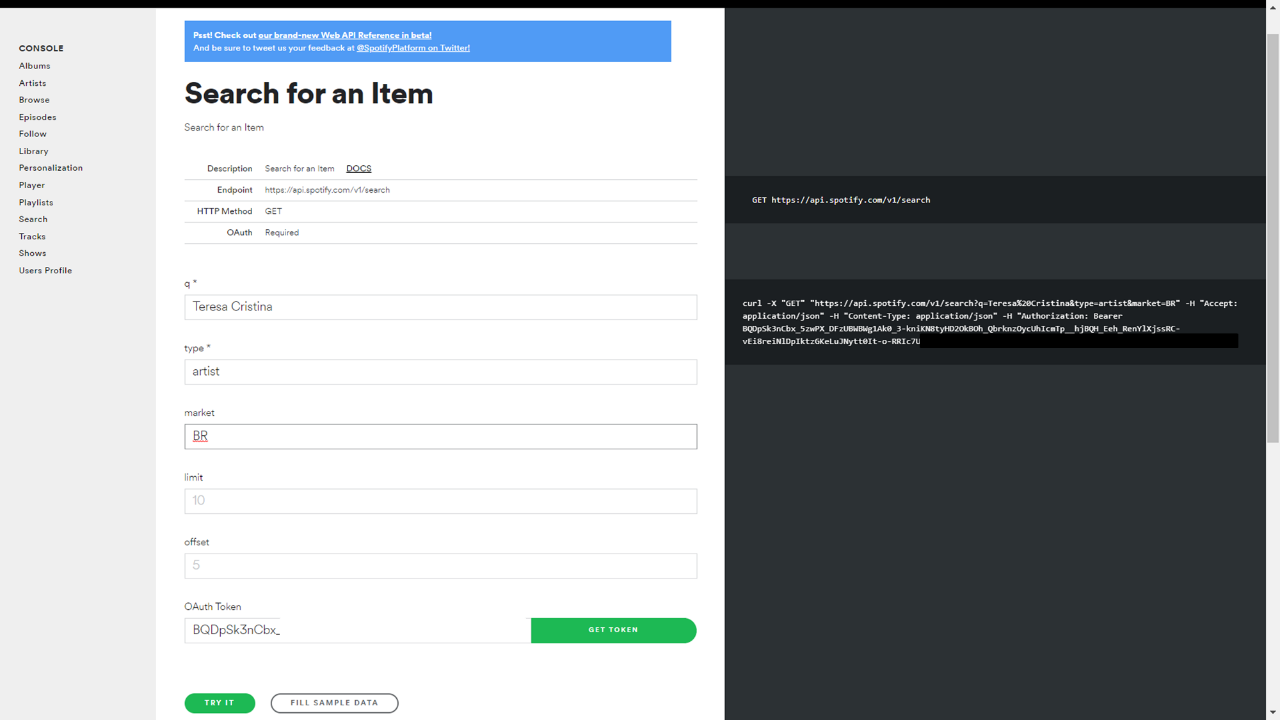 CONSOLE
Albums
Artists
Browse
Episodes
Follow
Library
Personalization
Player
Playlists
Search
Tracks
Shows
Users Profile
Psst! Check out our brand-new Web API Reference in beta!
And be sure to tweet us your feedback at @SpotifyPlatform on Twitter!
Search for an Item
Search for an Item
Description Search for an Item DOCS
Endpoint https://api.spotify.com/v1/search
HTTP Method GET
OAuth Required
q *
Teresa Cristina
type *
artist
market
BR
limit
10
offset
5
OAuth Token
BQDpSk3nCbx_
GET TOKEN
TRY IT FILL SAMPLE DATA
GET https://api.spotify.com/v1/search
curl -X "GET" "https://api.spotify.com/v1/search?q=Teresa%20Cristina&type=artist&market=BR" -H "Accept:
application/json" -H "Content-Type: application/json" -H "Authorization: Bearer
BQDpSk3nCbx_5zwPX_DFzUBWBWg1Ak0_3-kniKN8tyHD2OkBOh_QbrknzOycUhIcmTp__hjBQH_Eeh_RenYlXjssRC-
vEi8reiNlDpIktzGKeLuJNytt0It-o-RRIc7U